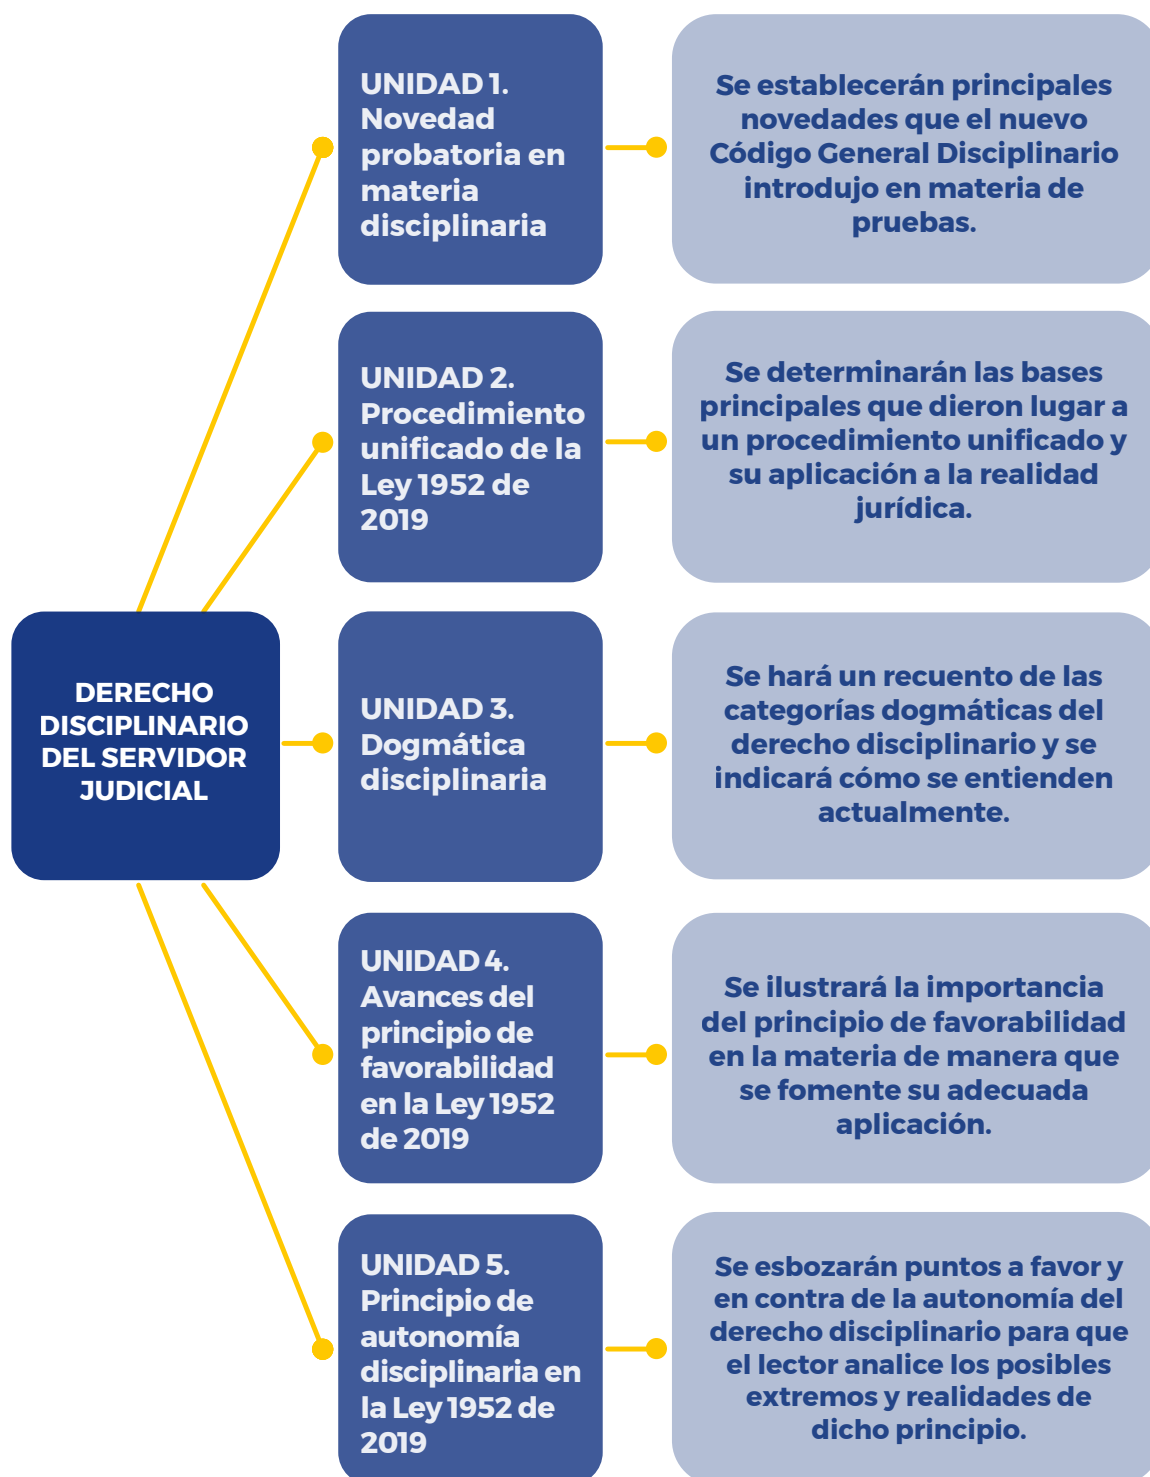 DERECHO
DISCIPLINARIO
DEL SERVIDOR
JUDICIAL
UNIDAD 1.
Novedad
probatoria en
materia
disciplinaria
Se establecerán principales
novedades que el nuevo
Código General Disciplinario
introdujo en materia de
pruebas.
UNIDAD 2.
Procedimiento
unificado de la
Ley 1952 de
2019
Se determinarán las bases
principales que dieron lugar a
un procedimiento unificado y
su aplicación a la realidad
jurídica.
UNIDAD 3.
Dogmática
disciplinaria
Se hará un recuento de las
categorías dogmáticas del
derecho disciplinario y se
indicará cómo se entienden
actualmente.
UNIDAD 4.
Avances del
principio de
favorabilidad
en la Ley 1952
de 2019
Se ilustrará la importancia
del principio de favorabilidad
en la materia de manera que
se fomente su adecuada
aplicación.
UNIDAD 5.
Principio de
autonomía
disciplinaria en
la Ley 1952 de
2019
Se esbozarán puntos a favor y
en contra de la autonomía del
derecho disciplinario para que
el lector analice los posibles
extremos y realidades de
dicho principio.